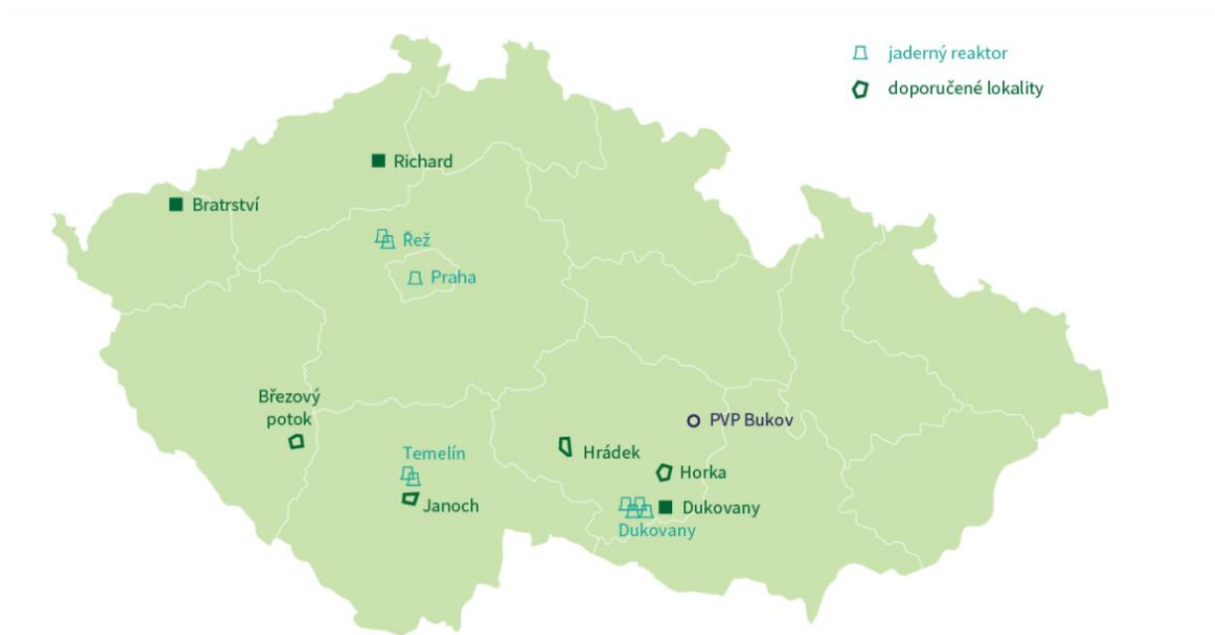 jaderný reaktor
doporučené lokality
Richard
Bratrství
Řež
Praha
Březový
potok
PVP Bukov
Temelín
Hrádek
Horka
Janoch
Dukovany
Dukovany